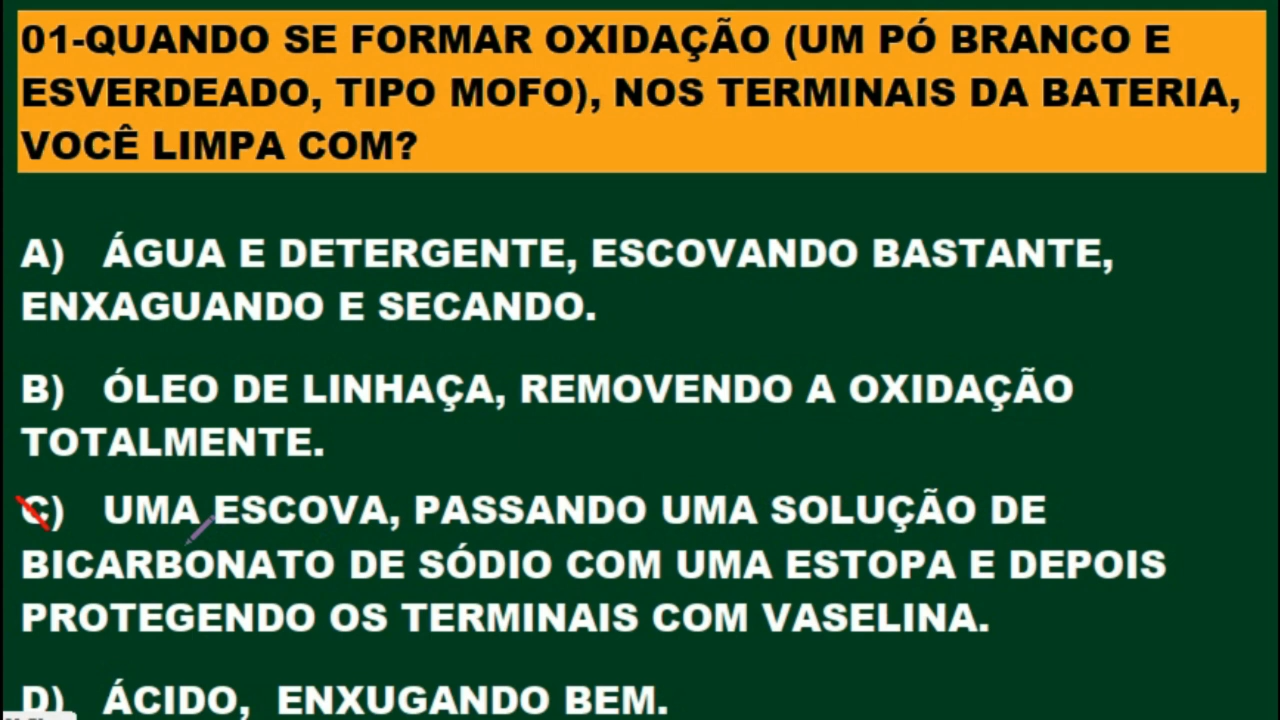 01-QUANDO SE FORMAR OXIDAÇÃO (UM PÓ BRANCO E
ESVERDEADO, TIPO MOFO), NOS TERMINAIS DA BATERIA,
VOCÊ LIMPA COM?
A) ÁGUA E DETERGENTE, ESCOVANDO BASTANTE,
ENXAGUANDO E SECANDO.
B) ÓLEO DE LINHAÇA, REMOVENDO A OXIDAÇÃO
TOTALMENTE.
C) UMA ESCOVA, PASSANDO UMA SOLUÇÃO DE
BICARBONATO DE SÓDIO COM UMA ESTOPA E DEPOIS
PROTEGENDO OS TERMINAIS COM VASELINA.
D) ÁCIDO, ENXUGANDO BEM.